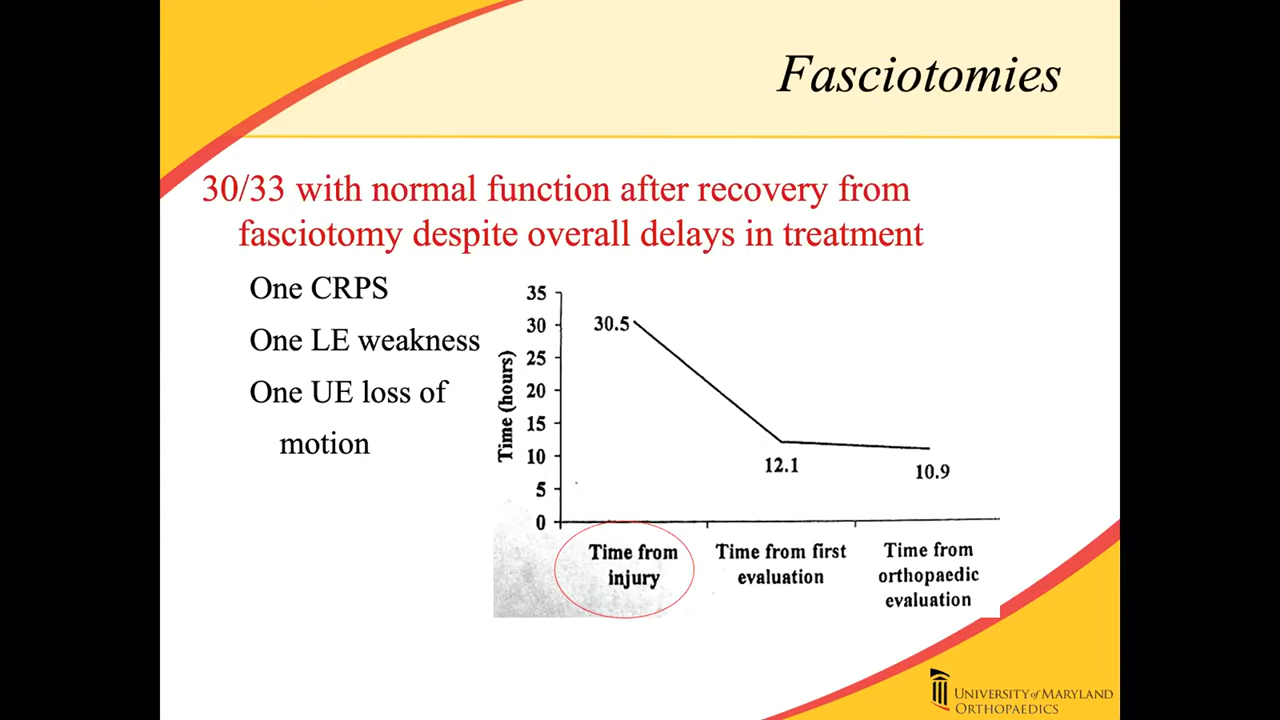 Fasciotomies
30/33 with normal function after recovery from
fasciotomy despite overall delays in treatment
One CRPS
One LE weakness
One UE loss of
motion
Time (hours)
35
30
25
20
15
10
5
0
30.5
12.1
10.9
Time from
injury
Time from first
evaluation
Time from
orthopaedic
evaluation
UNIVERSITY of MARYLAND
ORTHOPAEDICS